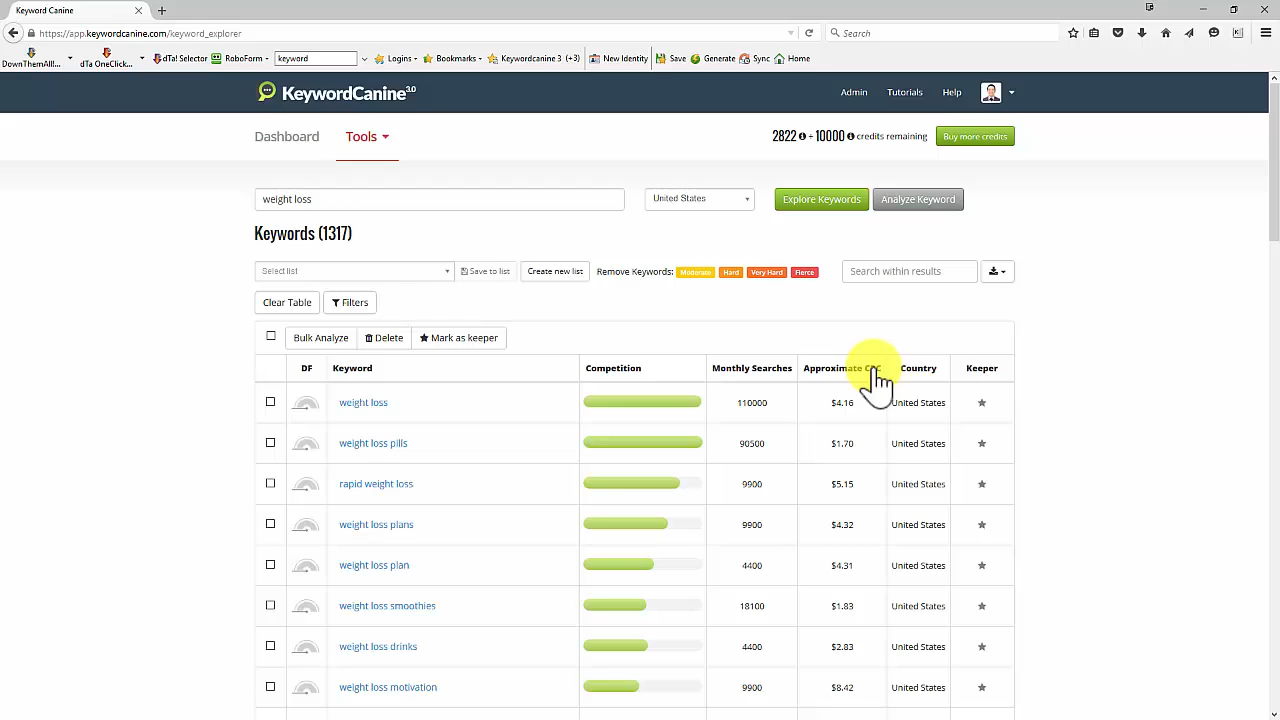 Keyword Canine
https://app.keywordcanine.com/keyword_explorer
Search
DownThemAll...
dTa OneClick...
dTa! Selector
RoboForm
keyword
Logins
Bookmarks
Keywordcanine 3 (+3)
New Identity
Save
Generate
Sync
Home
KeywordCanine3.0
Admin
Tutorials
Help
Dashboard
Tools
2822 + 10000 credits remaining
Buy more credits
weight loss
United States
Explore Keywords
Analyze Keyword
Keywords (1317)
Select list
Save to list
Create new list
Remove Keywords:
Moderate
Hard
Very Hard
Fierce
Search within results
Clear Table
Filters
Bulk Analyze
Delete
Mark as keeper
DF Keyword Competition Monthly Searches Approximate Country Keeper
weight loss 110000 $4.16 United States
weight loss pills 90500 $1.70 United States
rapid weight loss 9900 $5.15 United States
weight loss plans 9900 $4.32 United States
weight loss plan 4400 $4.31 United States
weight loss smoothies 18100 $1.83 United States
weight loss drinks 4400 $2.83 United States
weight loss motivation 9900 $8.42 United States